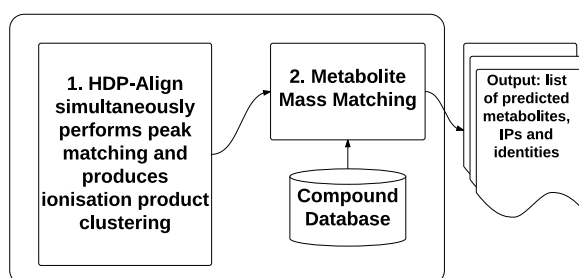 1. HDP-Align
simultaneously
performs peak
matching and
produces
ionisation product
clustering
2. Metabolite
Mass Matching
Compound
Database
Output: list
of predicted
metabolites,
IPs and
identities